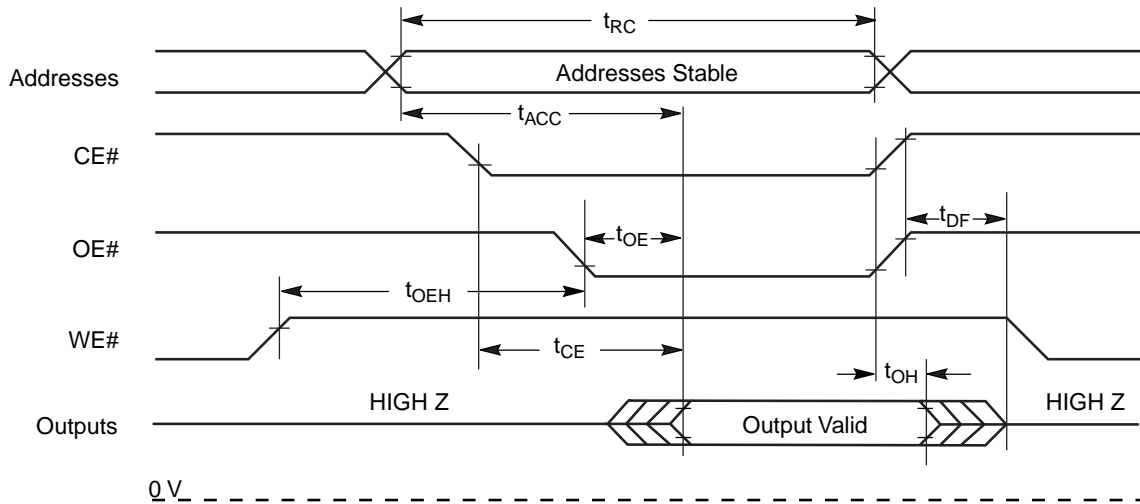 tRC
Addresses
Addresses Stable
tACC
CE#
tDF
OE#
tOE
tOEH
WE#
tCE
tOH
HIGH Z
HIGH Z
Outputs
Output Valid
0 V